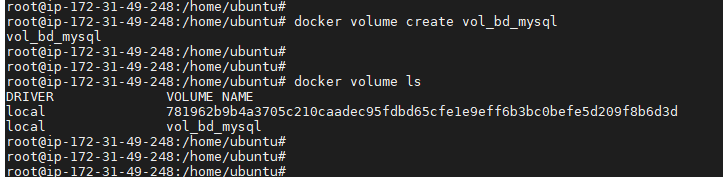 root@ip-172-31-49-248:/home/ubuntu#
root@ip-172-31-49-248:/home/ubuntu# docker volume create vol_bd_mysql
vol_bd_mysql
root@ip-172-31-49-248:/home/ubuntu#
root@ip-172-31-49-248:/home/ubuntu#
root@ip-172-31-49-248:/home/ubuntu# docker volume ls
DRIVER VOLUME NAME
local 781962b9b4a3705c210caadec95fdbd65cfe1e9eff6b3bc0befe5d209f8b6d3d
local vol_bd_mysql
root@ip-172-31-49-248:/home/ubuntu#
root@ip-172-31-49-248:/home/ubuntu#
root@ip-172-31-49-248:/home/ubuntu#